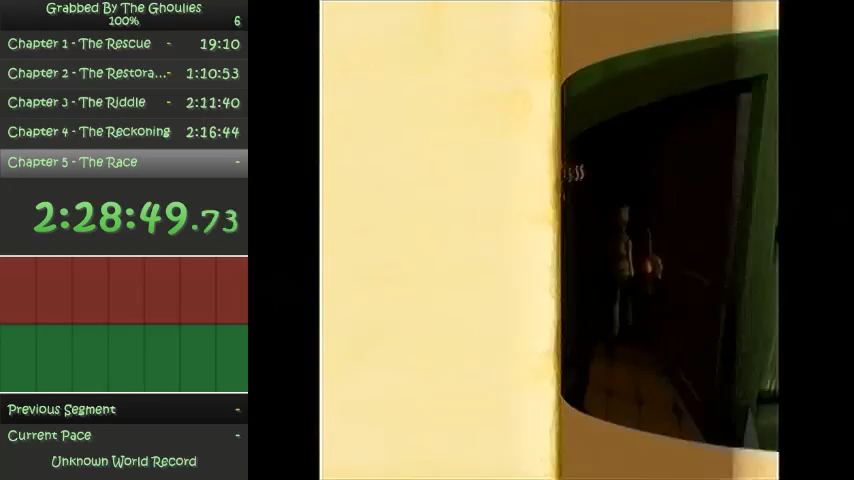 Grabbed By The Ghoulies
100% 6
Chapter 1 - The Rescue - 19:10
Chapter 2 - The Restora...- 1:10:53
Chapter 3 - The Riddle - 2:11:40
Chapter 4 - The Reckoning 2:16:44
Chapter 5 - The Race -
2:28:49.73
Previous Segment -
Current Pace -
Unknown World Record